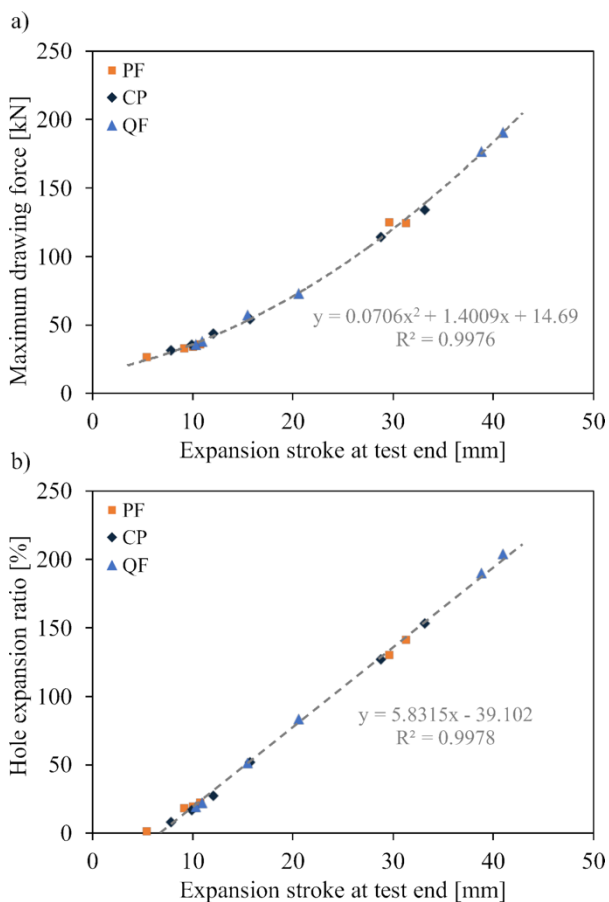 a)
Maximum drawing force [kN]
250
200
150
100
50
0
PF
CP
QF
y = 0.0706x² + 1.4009x + 14.69
R² = 0.9976
0 10 20 30 40 50
Expansion stroke at test end [mm]
b)
Hole expansion ratio [%]
250
200
150
100
50
0
PF
CP
QF
y = 5.8315x - 39.102
R² = 0.9978
0 10 20 30 40 50
Expansion stroke at test end [mm]